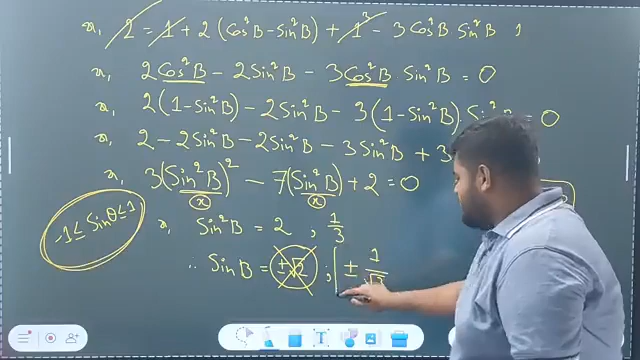 বা, 2 = 1 + 2 (Cos²B - Sin²B) + 1³ - 3 Cos²B Sin²B 1
বা, 2Cos²B - 2Sin²B - 3Cos²B Sin²B = 0
বা, 2(1-Sin²B) - 2Sin²B - 3(1-Sin²B). Sin²B = 0
বা, 2 - 2Sin²B - 2Sin²B - 3Sin²B + 3
বা, 3(Sin²B)² - 7(Sin²B) + 2 = 0
(x) (x)
-1 ≤ Sinθ ≤ 1
বা, Sin²B = 2, 1/3
∴ SinB = ±√2 ; ± 1/√3